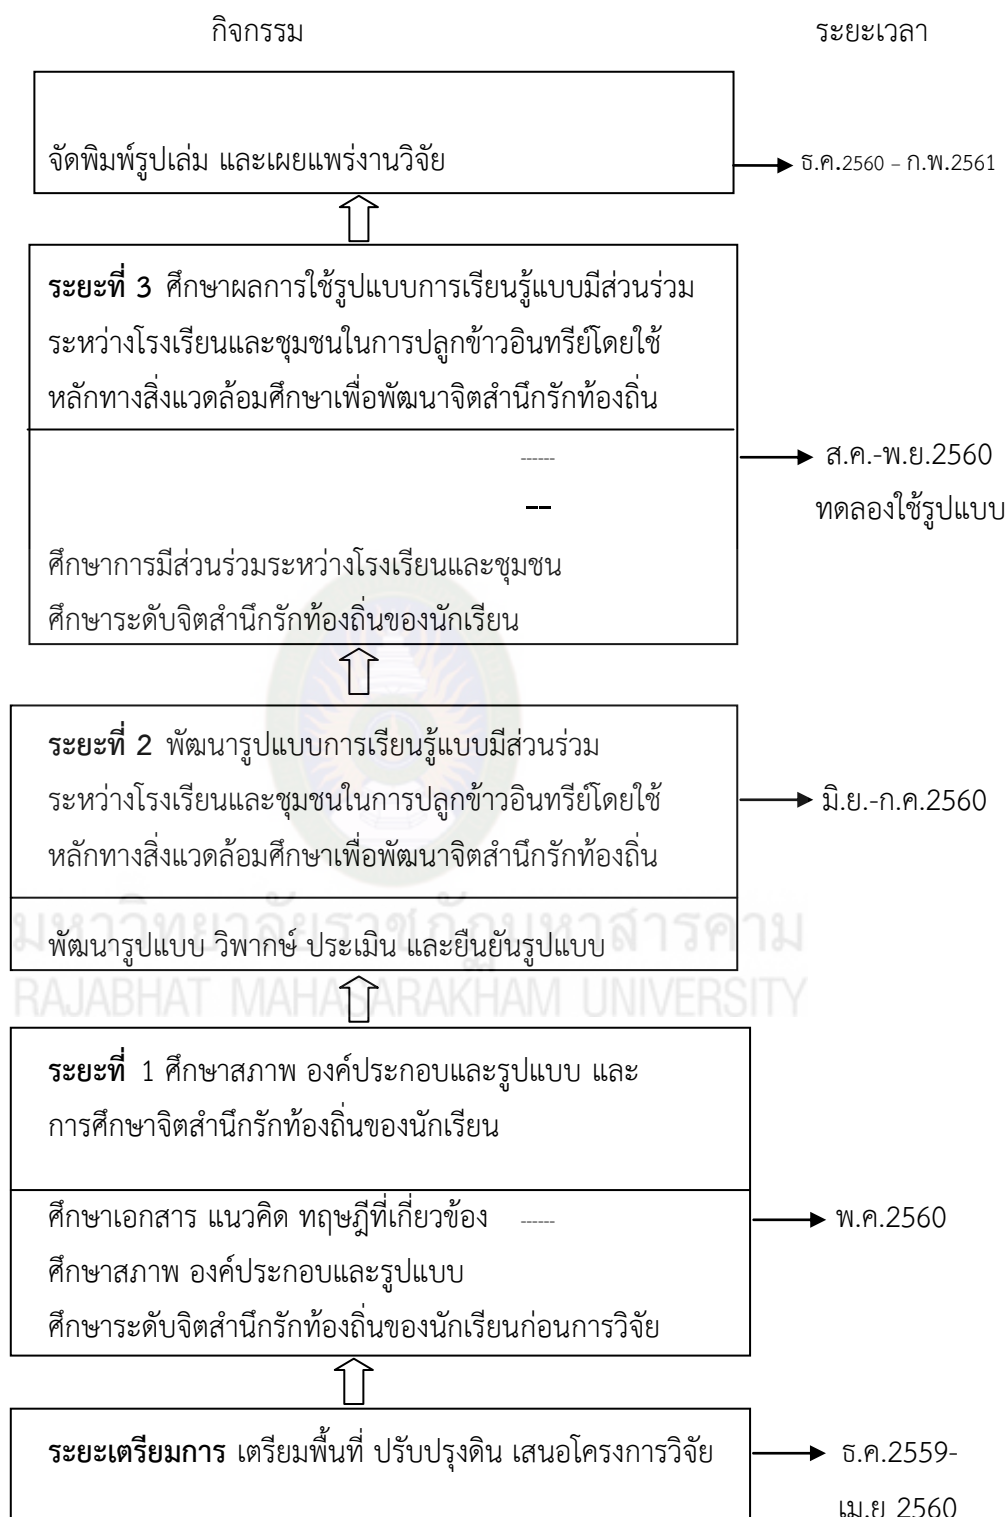 กิจกรรม ระยะเวลา
จัดพิมพ์รูปเล่ม และเผยแพร่งานวิจัย ธ.ค.2560 – ก.พ.2561
ระยะที่ 3 ศึกษาผลการใช้รูปแบบการเรียนรู้แบบมีส่วนร่วม
ระหว่างโรงเรียนและชุมชนในการปลูกข้าวอินทรีย์โดยใช้
หลักทางสิ่งแวดล้อมศึกษาเพื่อพัฒนาจิตสำนึกรักท้องถิ่น
------ ส.ค.-พ.ย.2560
-- ทดลองใช้รูปแบบ
ศึกษาการมีส่วนร่วมระหว่างโรงเรียนและชุมชน
ศึกษาระดับจิตสำนึกรักท้องถิ่นของนักเรียน
ระยะที่ 2 พัฒนารูปแบบการเรียนรู้แบบมีส่วนร่วม
ระหว่างโรงเรียนและชุมชนในการปลูกข้าวอินทรีย์โดยใช้ มิ.ย.-ก.ค.2560
หลักทางสิ่งแวดล้อมศึกษาเพื่อพัฒนาจิตสำนึกรักท้องถิ่น
มหาวิทยาลัยราชภัฏมหาสารคาม
พัฒนารูปแบบ วิพากษ์ ประเมิน และยืนยันรูปแบบ
RAJABHAT MAHASARAKHAM UNIVERSITY
ระยะที่ 1 ศึกษาสภาพ องค์ประกอบและรูปแบบ และ
การศึกษาจิตสำนึกรักท้องถิ่นของนักเรียน
ศึกษาเอกสาร แนวคิด ทฤษฎีที่เกี่ยวข้อง ------ พ.ค.2560
ศึกษาสภาพ องค์ประกอบและรูปแบบ
ศึกษาระดับจิตสำนึกรักท้องถิ่นของนักเรียนก่อนการวิจัย
ระยะเตรียมการ เตรียมพื้นที่ ปรับปรุงดิน เสนอโครงการวิจัย ธ.ค.2559-
เม.ย 2560